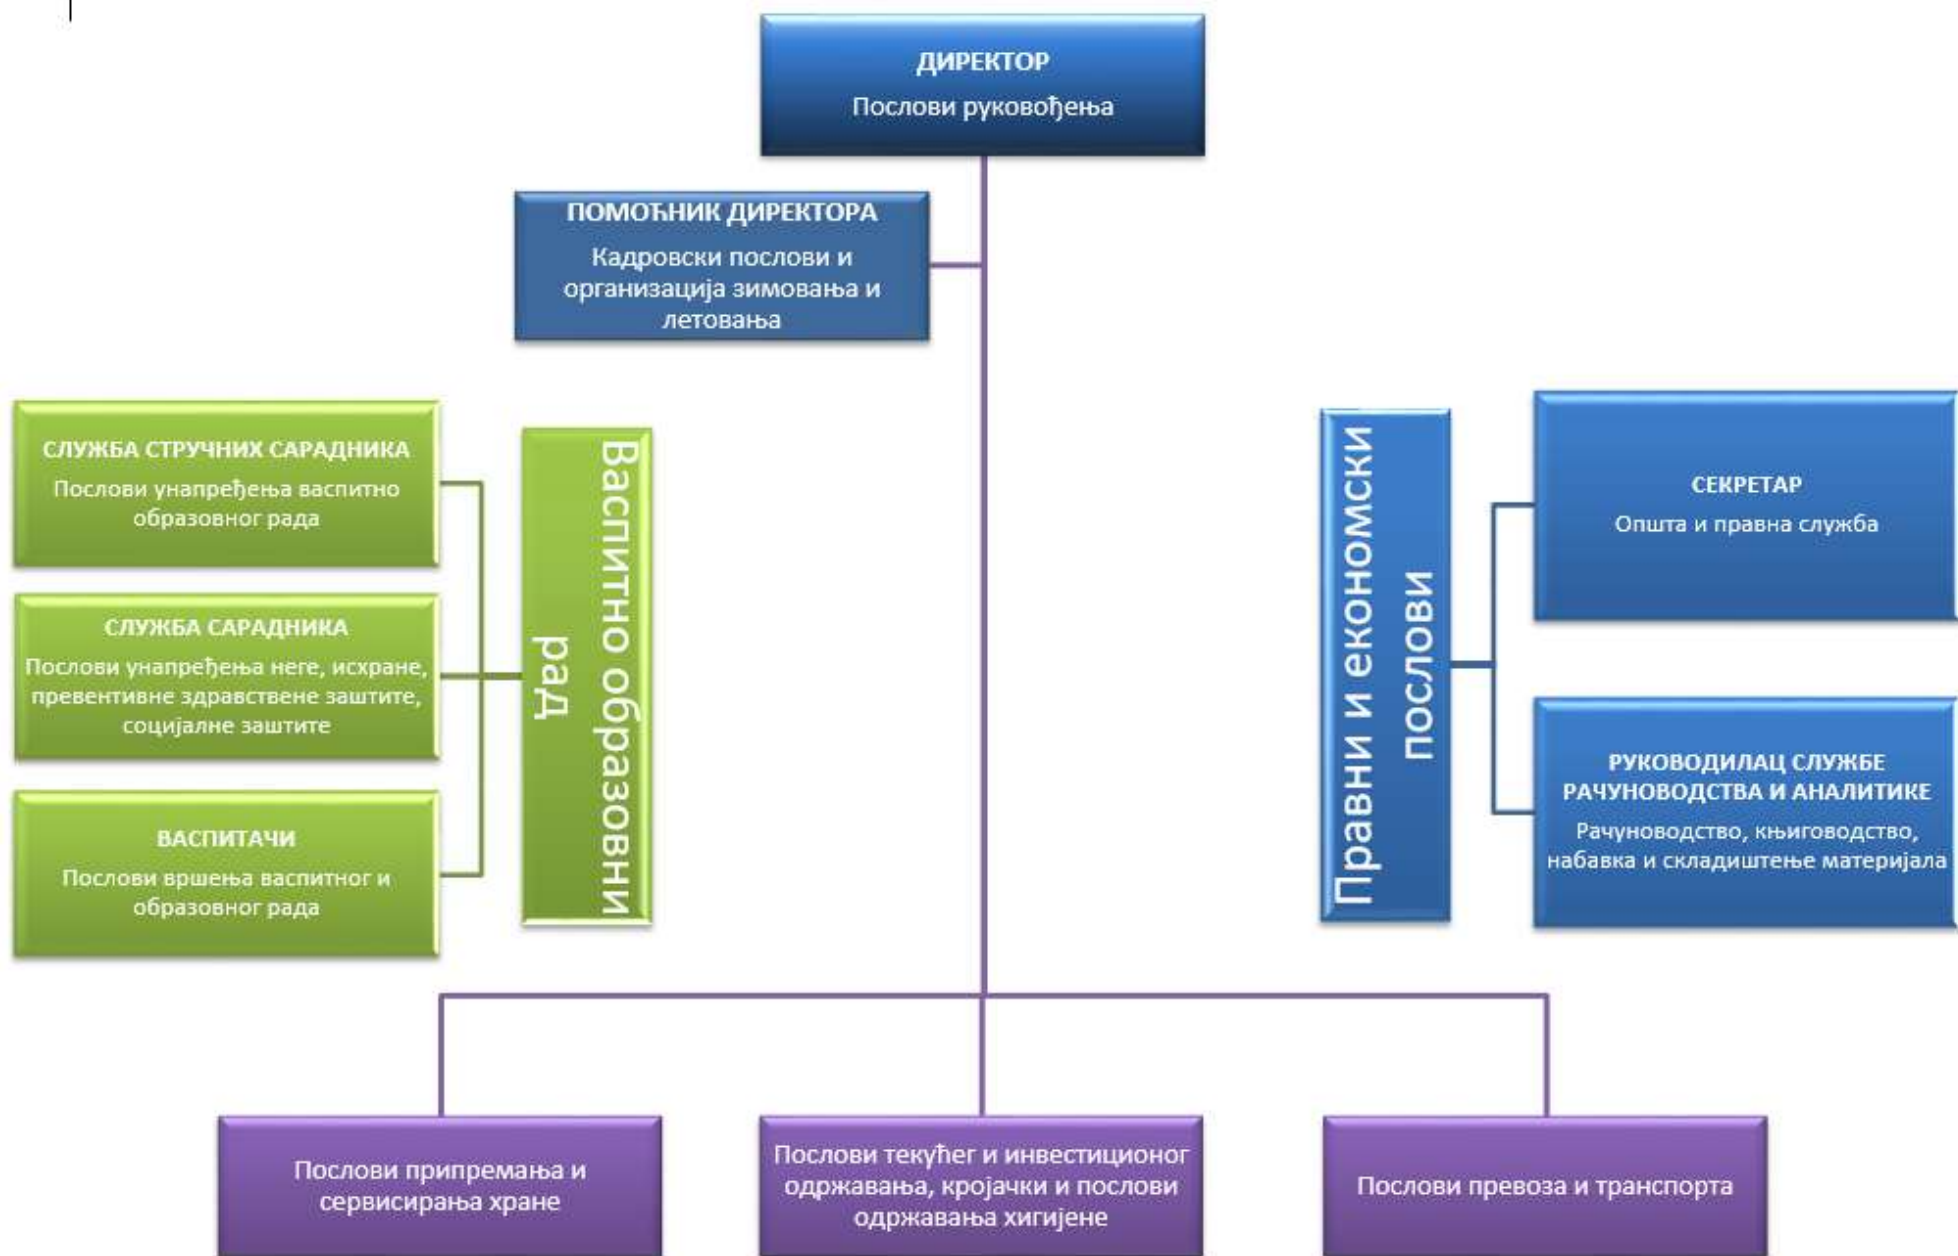 ДИРЕКТОР
Послови руковођења
ПОМОЋНИК ДИРЕКТОРА
Кадровски послови и
организација зимовања и
летовања
СЛУЖБА СТРУЧНИХ САРАДНИКА
Послови унапређења васпитно
образовног рада
СЛУЖБА САРАДНИКА
Послови унапређења неге, исхране,
превентивне здравствене заштите,
социјалне заштите
ВАСПИТАЧИ
Послови вршења васпитног и
образовног рада
Васпитно образовни
рад
Правни и економски
послови
СЕКРЕТАР
Општа и правна служба
РУКОВОДИЛАЦ СЛУЖБЕ
РАЧУНОВОДСТВА И АНАЛИТИКЕ
Рачуноводство, књиговодство,
набавка и складиштење материјала
Послови припремања и
сервисирања хране
Послови текућег и инвестиционог
одржавања, кројачки и послови
одржавања хигијене
Послови превоза и транспорта